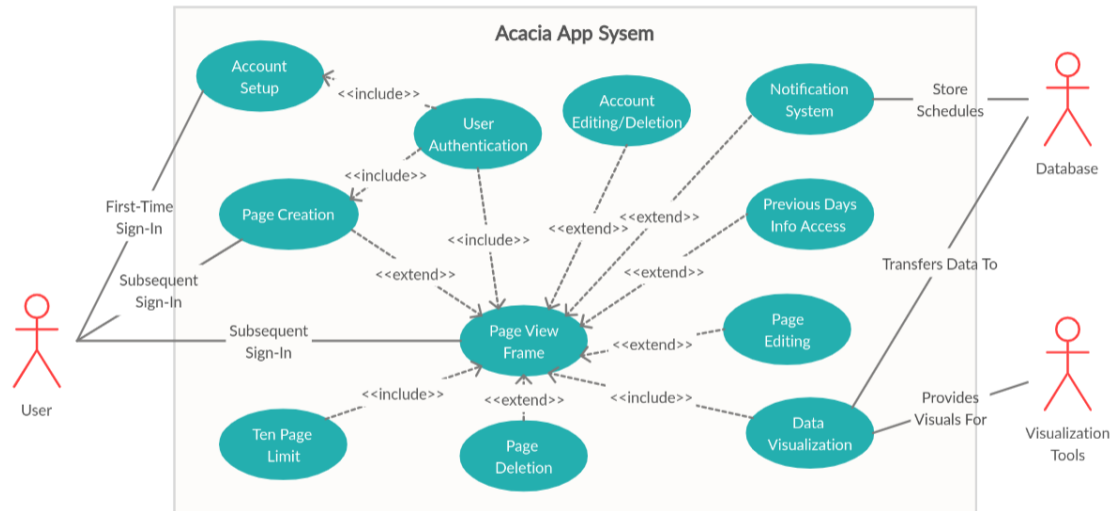 Acacia App Sysem
Account
Setup
<<include>>
User
Authentication
Account
Editing/Deletion
Notification
System
Store
Schedules
Database
<<include>>
Page Creation
First-Time
Sign-In
<<include>>
<<extend>>
<<extend>>
Previous Days
Info Access
Transfers Data To
Subsequent
Sign-In
<<extend>>
<<extend>>
User
Subsequent
Sign-In
Page View
Frame
<<extend>>
Page
Editing
<<include>>
<<extend>>
<<include>>
Provides
Visuals For
Ten Page
Limit
Page
Deletion
Data
Visualization
Visualization
Tools